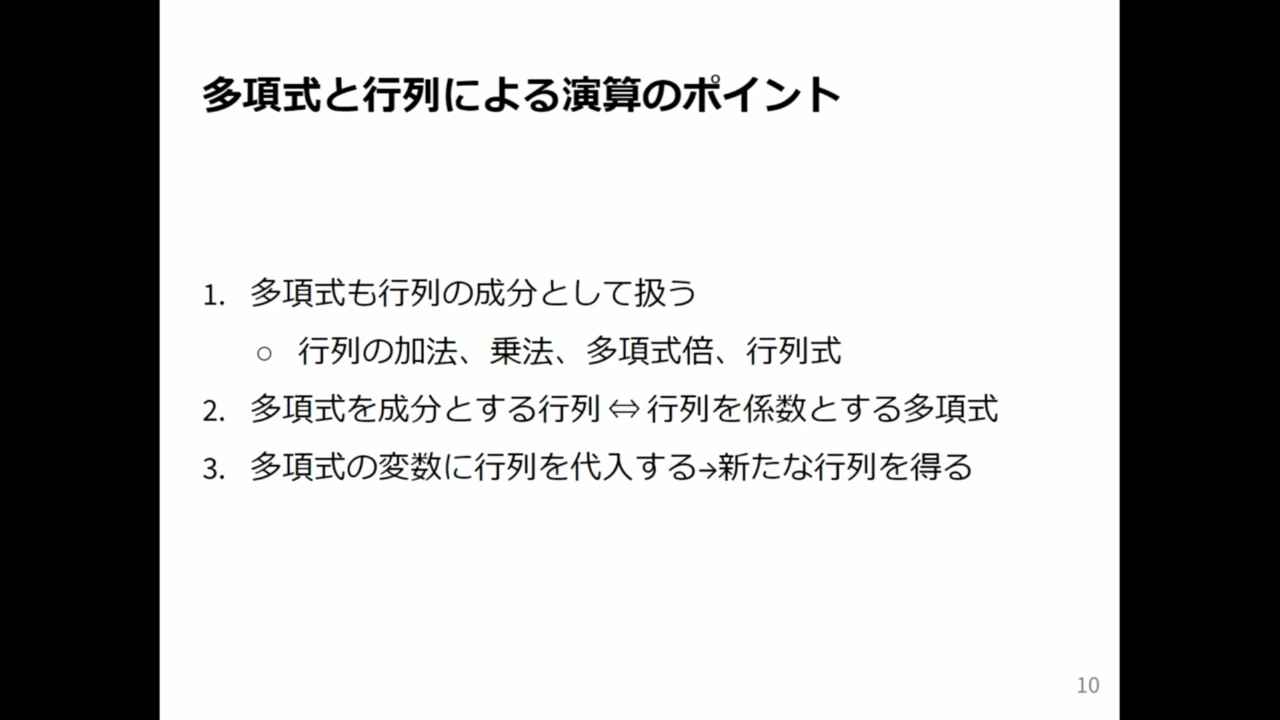 多項式と行列による演算のポイント
1. 多項式も行列の成分として扱う
○ 行列の加法、乗法、多項式倍、行列式
2. 多項式を成分とする行列 ⇔ 行列を係数とする多項式
3. 多項式の変数に行列を代入する→新たな行列を得る
10